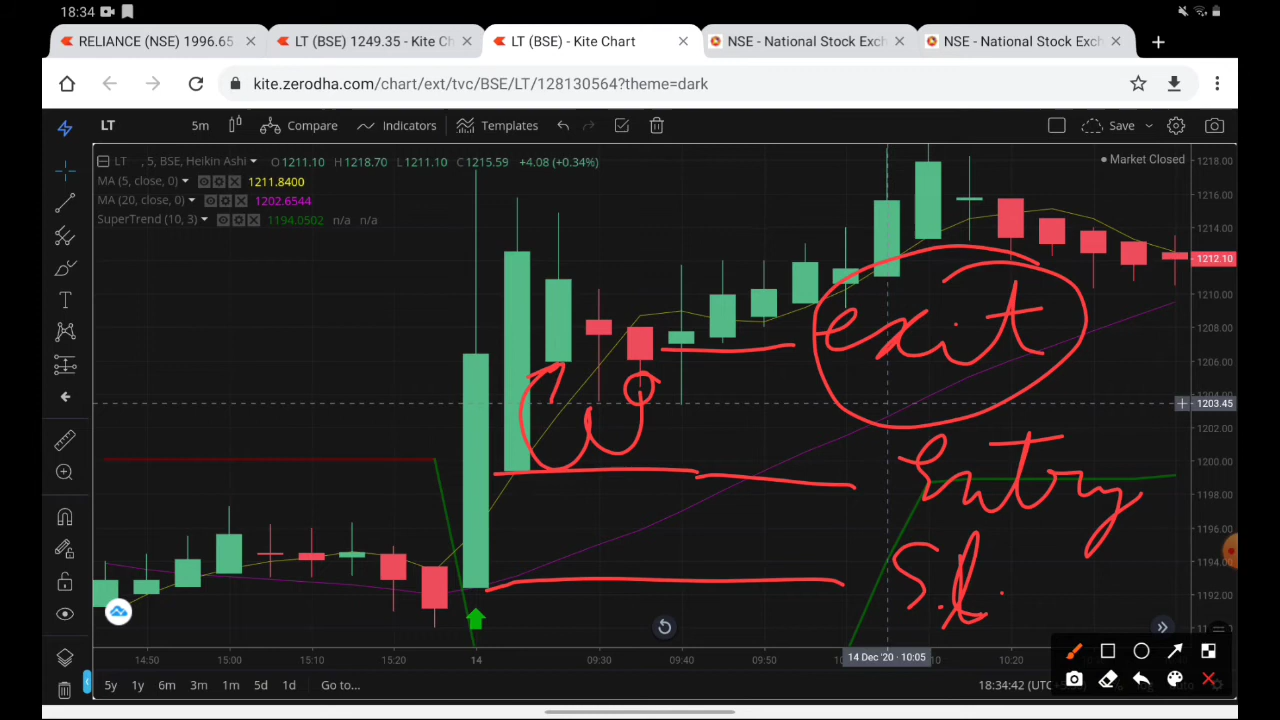 18:34
RELIANCE (NSE) 1996.65
LT (BSE) 1249.35 - Kite Ch
LT (BSE) - Kite Chart
NSE - National Stock Exch
NSE - National Stock Exch
kite.zerodha.com/chart/ext/tvc/BSE/LT/128130564?theme=dark
LT 5m Compare Indicators Templates Save
LT , 5, BSE, Heikin Ashi O1211.10 H1218.70 L1211.10 C1215.59 +4.08 (+0.34%)
Market Closed
MA (5, close, 0) 1211.8400
MA (20, close, 0) 1202.6544
SuperTrend (10, 3) 1194.0502 n/a n/a
1218.00
1216.00
1214.00
1212.10
1210.00
1208.00
1206.00
1203.45
1202.00
1200.00
1198.00
1196.00
1194.00
1192.00
exit
Entry
S.L.
14:50 15:00 15:10 15:20 14 09:30 09:40 09:50 14 Dec '20 · 10:05 10:20
5y 1y 6m 3m 1m 5d 1d Go to...
18:34:42 (UTC